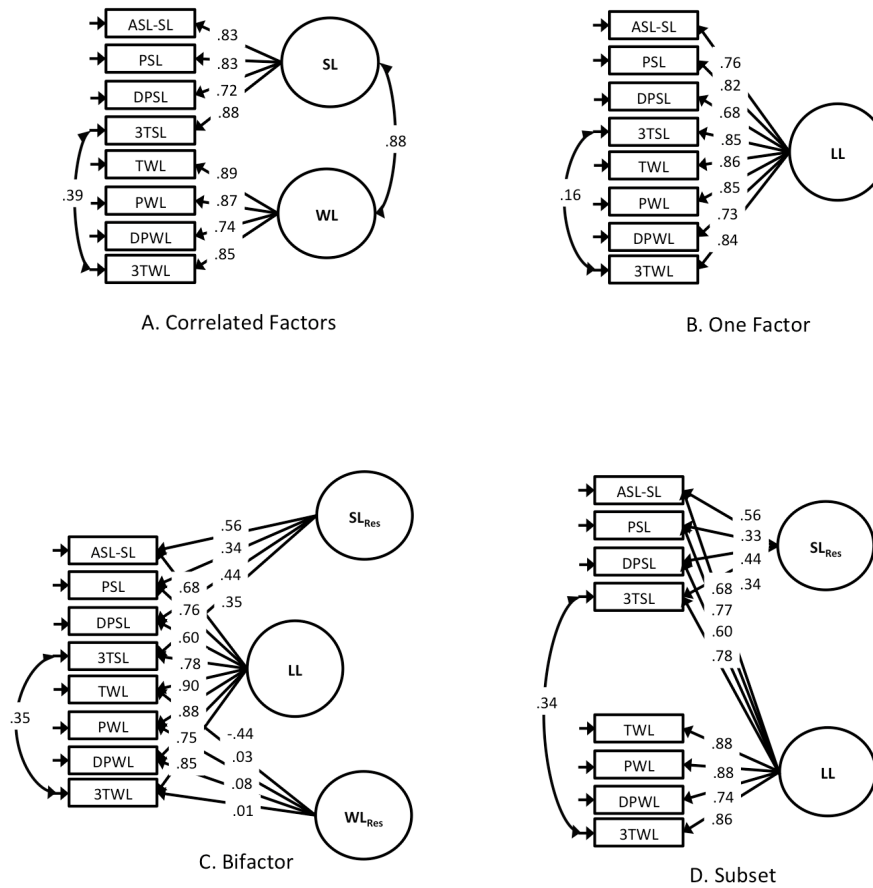 ASL-SL
PSL
DPSL
3TSL
TWL
PWL
DPWL
3TWL
.83
.83
.72
.88
.89
.87
.74
.85
SL
WL
.88
.39
A. Correlated Factors
ASL-SL
PSL
DPSL
3TSL
TWL
PWL
DPWL
3TWL
.76
.82
.68
.85
.86
.85
.73
.84
LL
.16
B. One Factor
ASL-SL
PSL
DPSL
3TSL
TWL
PWL
DPWL
3TWL
.56
.34
.44
.35
.68
.76
.60
.78
.90
.88
.75
.85
-.44
.03
.08
.01
SLRes
LL
WLRes
.35
C. Bifactor
ASL-SL
PSL
DPSL
3TSL
TWL
PWL
DPWL
3TWL
.56
.33
.44
.34
.68
.77
.60
.78
.88
.88
.74
.86
SLRes
LL
.34
D. Subset